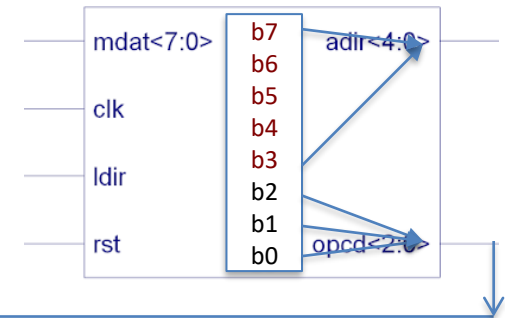 mdat<7:0>
clk
ldir
rst
b7
b6
b5
b4
b3
b2
b1
b0
adir<4:0>
opcd<2:0>